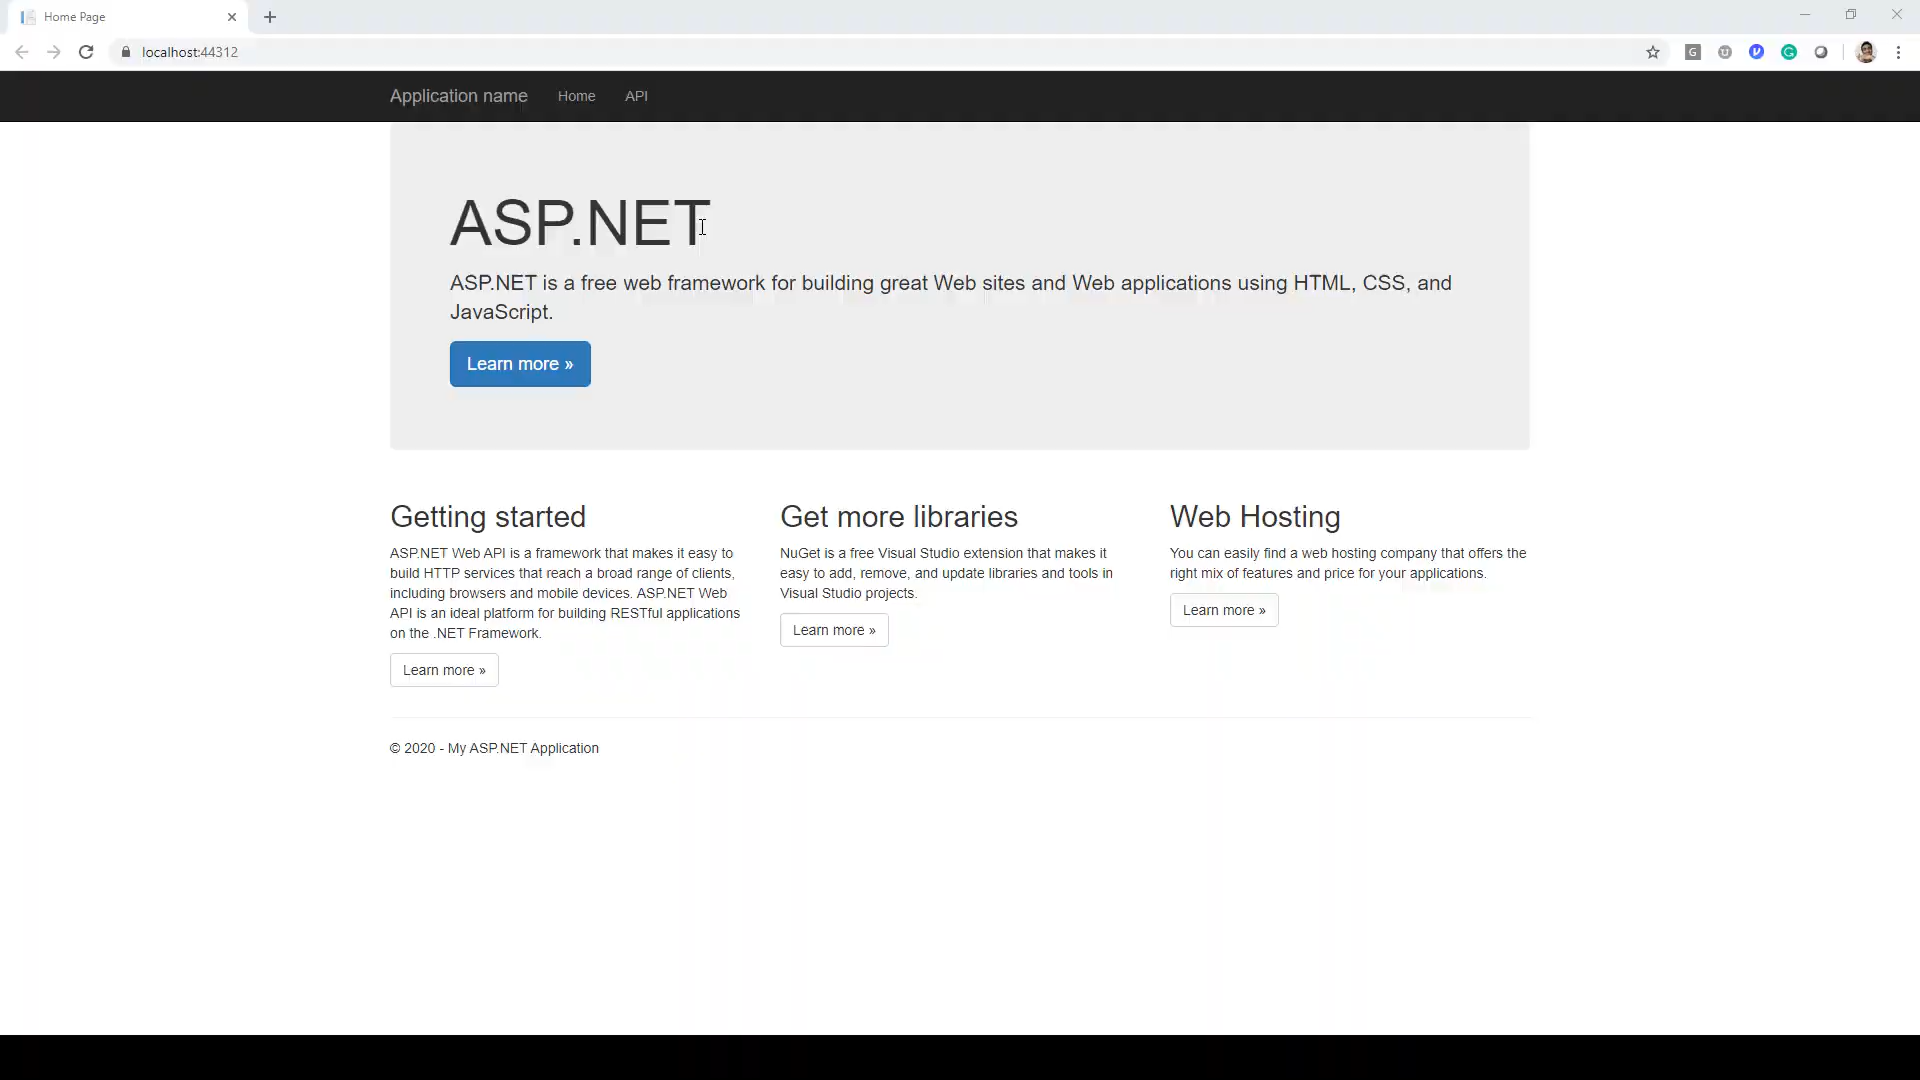 Home Page
localhost:44312
Application name Home API
ASP.NET
ASP.NET is a free web framework for building great Web sites and Web applications using HTML, CSS, and
JavaScript.
Learn more »
Getting started
ASP.NET Web API is a framework that makes it easy to
build HTTP services that reach a broad range of clients,
including browsers and mobile devices. ASP.NET Web
API is an ideal platform for building RESTful applications
on the .NET Framework.
Learn more »
Get more libraries
NuGet is a free Visual Studio extension that makes it
easy to add, remove, and update libraries and tools in
Visual Studio projects.
Learn more »
Web Hosting
You can easily find a web hosting company that offers the
right mix of features and price for your applications.
Learn more »
© 2020 - My ASP.NET Application